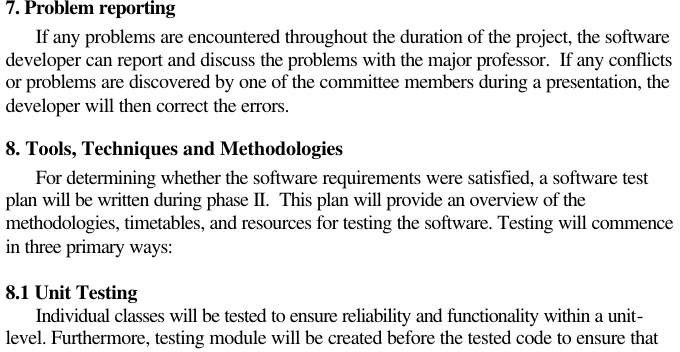 7. Problem reporting
If any problems are encountered throughout the duration of the project, the software
developer can report and discuss the problems with the major professor.  If any conflicts
or problems are discovered by one of the committee members during a presentation, the
developer will then correct the errors.
8. Tools, Techniques and Methodologies
For determining whether the software requirements were satisfied, a software test
plan will be written during phase II.  This plan will provide an overview of the
methodologies, timetables, and resources for testing the software. Testing will commence
in three primary ways:
8.1 Unit Testing
Individual classes will be tested to ensure reliability and functionality within a unit-
level. Furthermore, testing module will be created before the tested code to ensure that